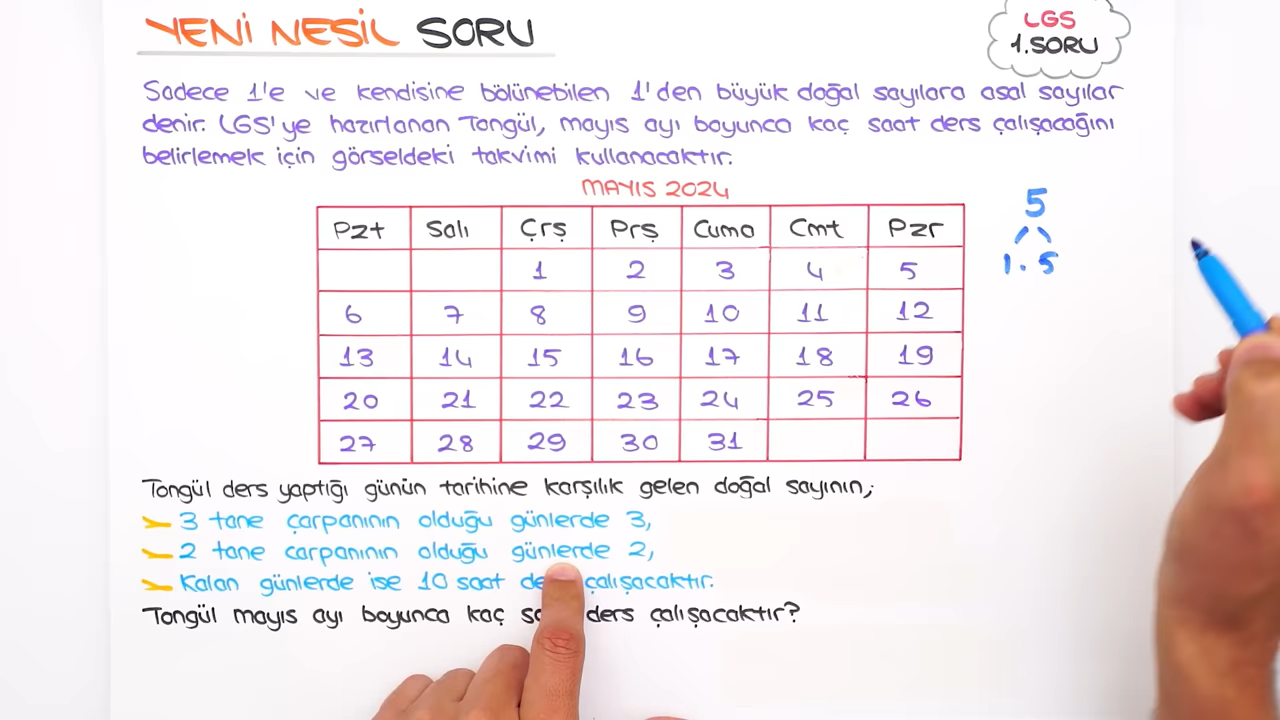 YENİ NESİL SORU
LGS
1.SORU
Sadece 1'e ve kendisine bölünebilen 1'den büyük doğal sayılara asal sayılar
denir. LGS'ye hazırlanan Tongül, mayıs ayı boyunca kaç saat ders çalışacağını
belirlemek için görseldeki takvimi kullanacaktır.
MAYIS 2024
Pzt Salı Çrş Prş Cuma Cmt Pzr
1 2 3 4 5
6 7 8 9 10 11 12
13 14 15 16 17 18 19
20 21 22 23 24 25 26
27 28 29 30 31
5
1.5
Tongül ders yaptığı günün tarihine karşılık gelen doğal sayının;
3 tane çarpanının olduğu günlerde 3,
2 tane çarpanının olduğu günlerde 2,
Kalan günlerde ise 10 saat çalışacaktır.
Tongül mayıs ayı boyunca kaç ders çalışacaktır?